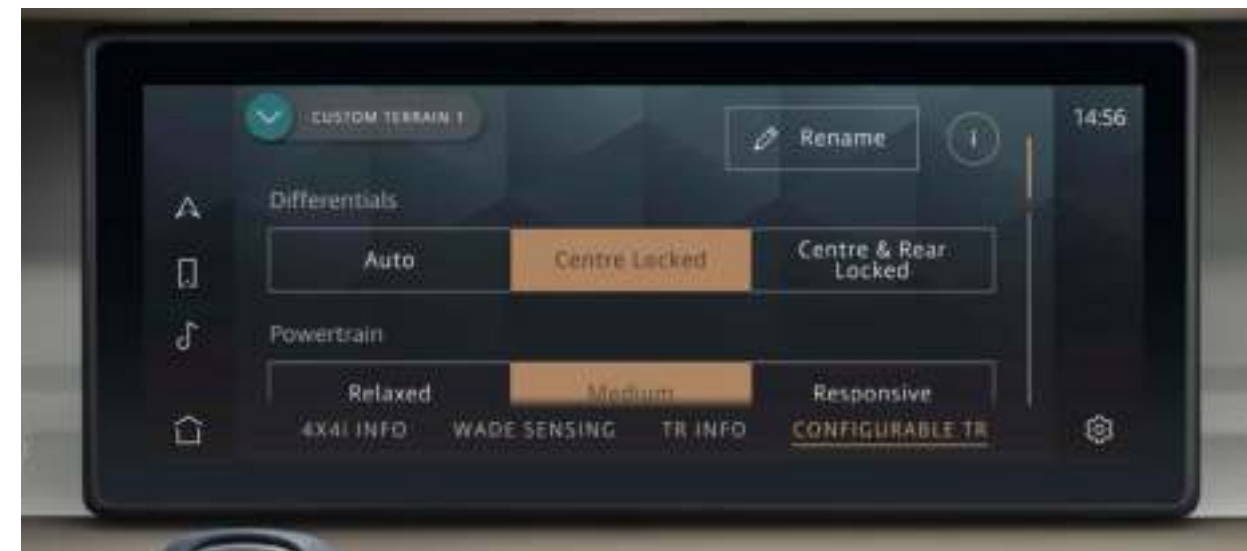 CUSTOM TERRAIN 1
Rename
i
14:56
Differentials
Auto
Centre Locked
Centre & Rear
Locked
Powertrain
Relaxed
Medium
Responsive
4X4i INFO
WADE SENSING
TR INFO
CONFIGURABLE TR